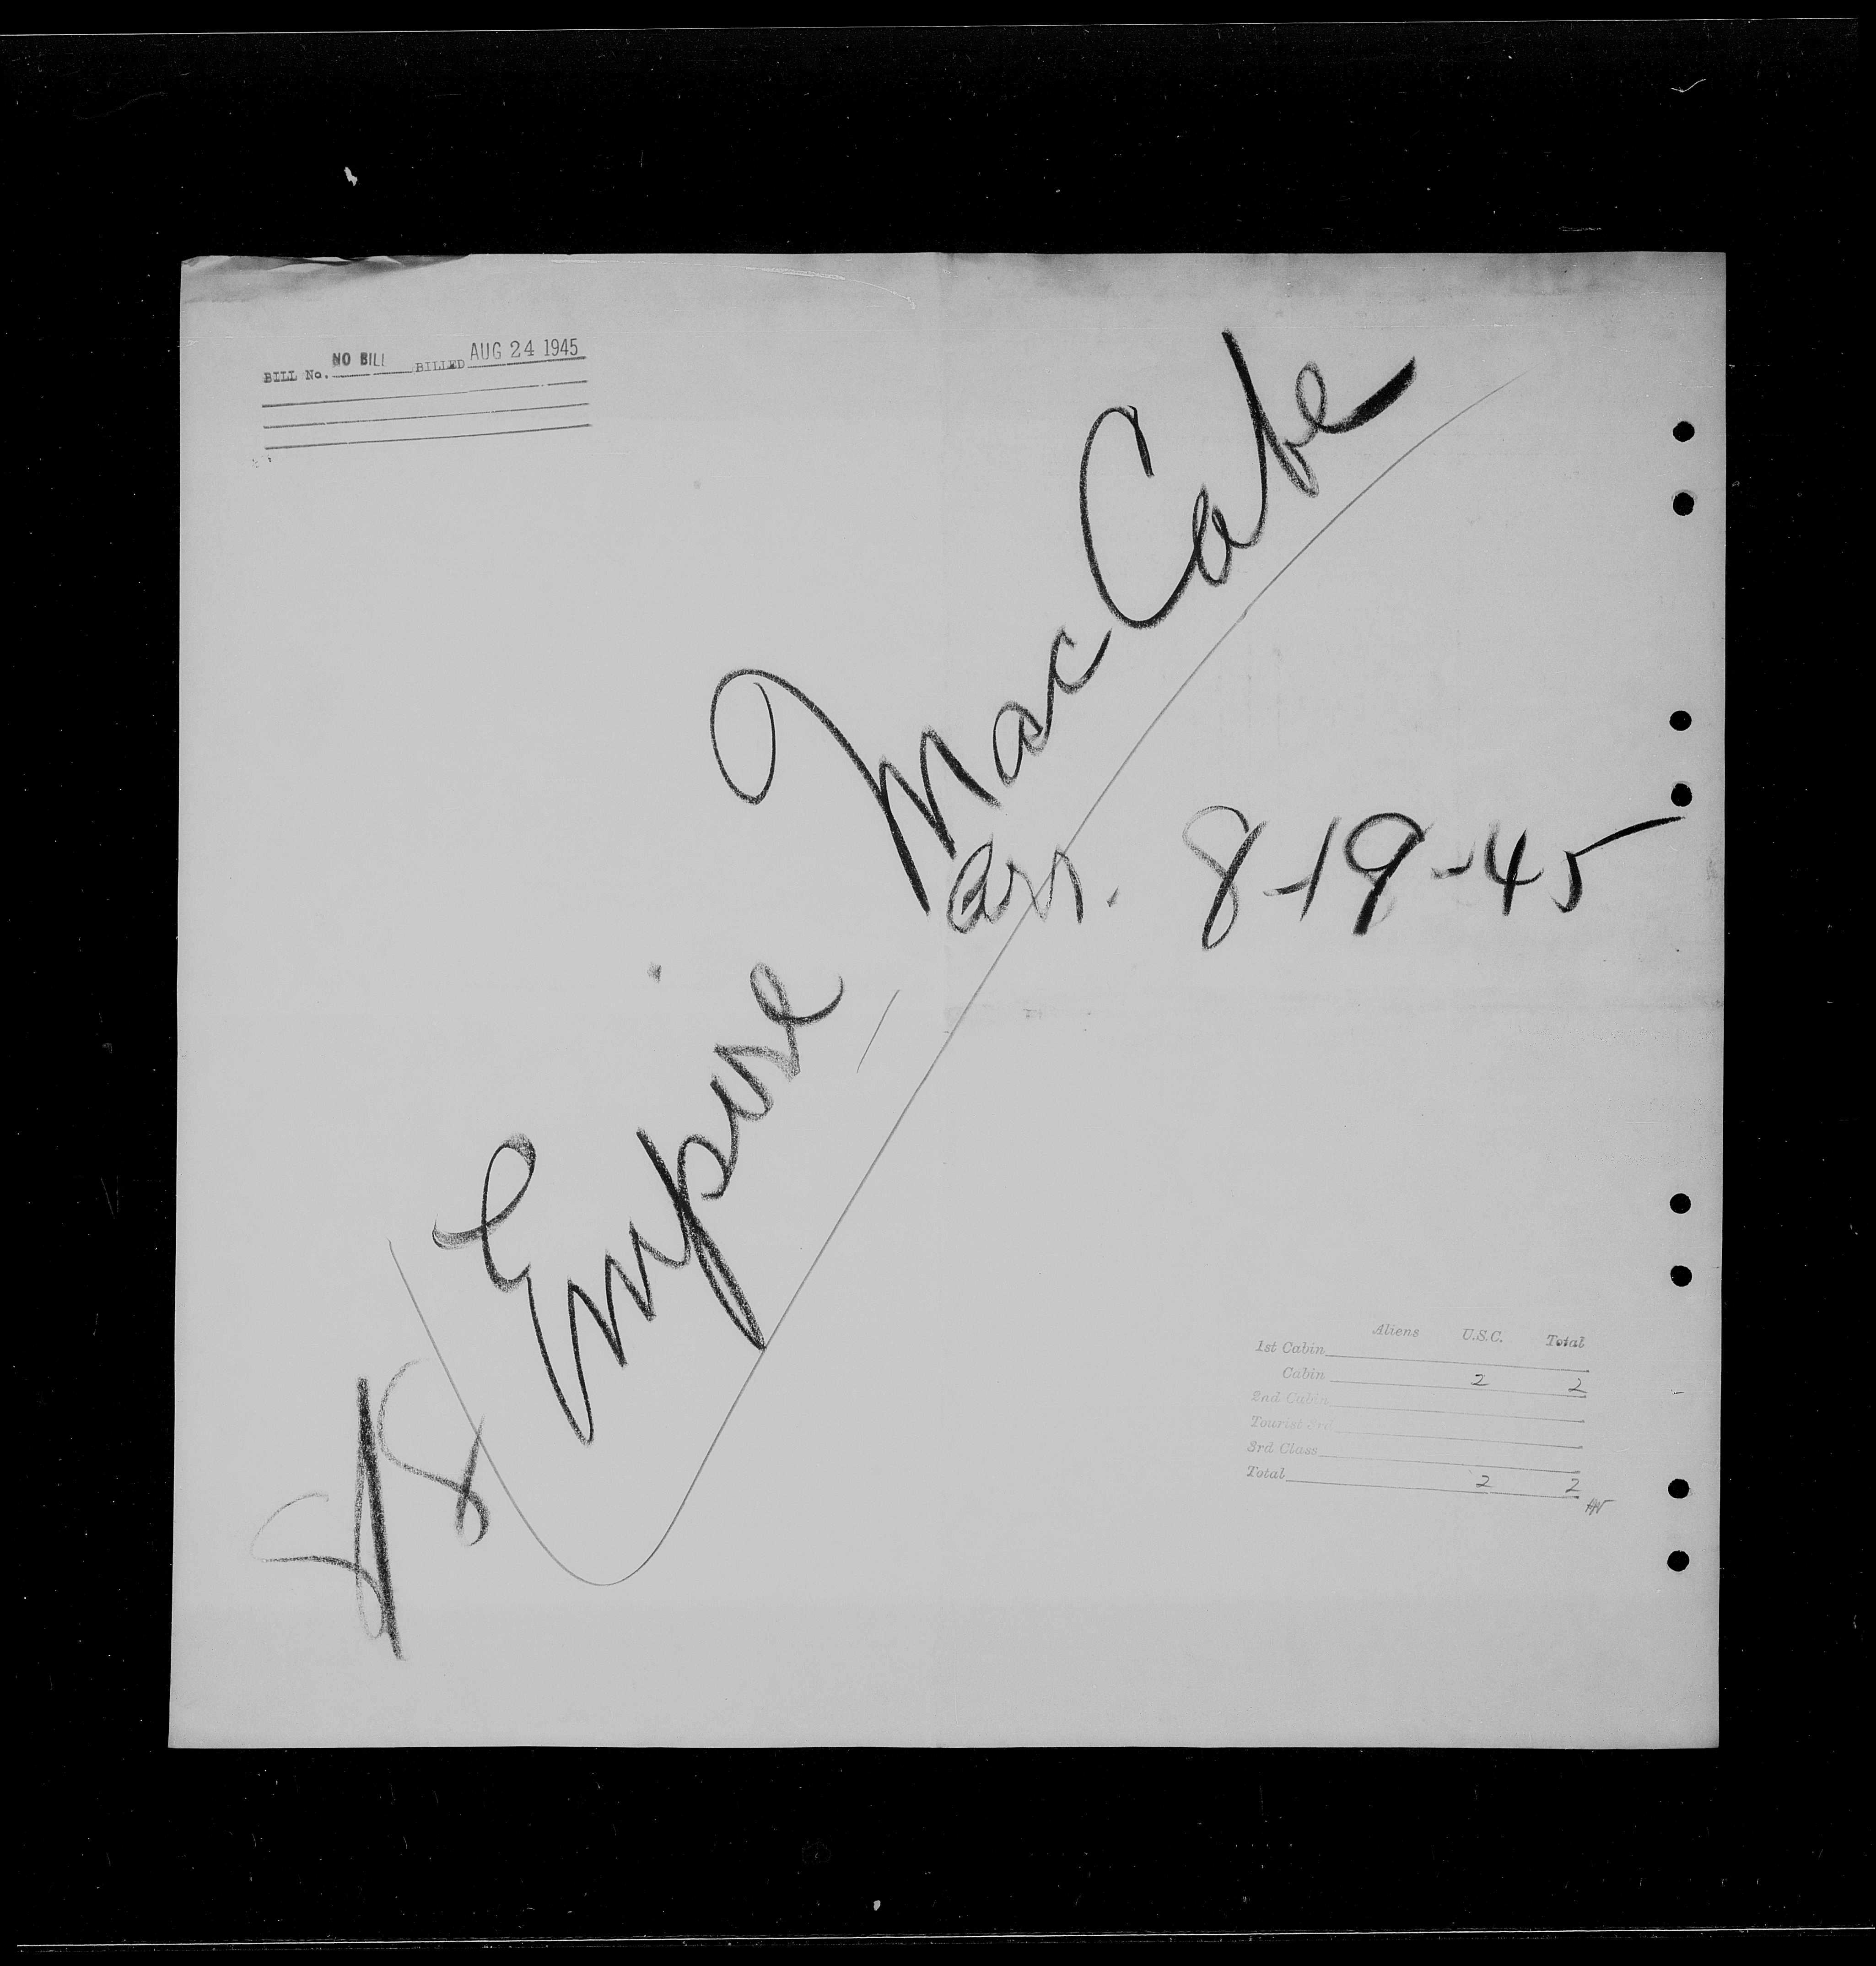 BILL No. NO BILL BILLED AUG 24 1945
S/S Empire MacCabe
arr. 8-19-45
Aliens U.S.C. Total
1st Cabin
Cabin 2 2
2nd Cabin
Tourist 3rd
3rd Class
Total 2 2